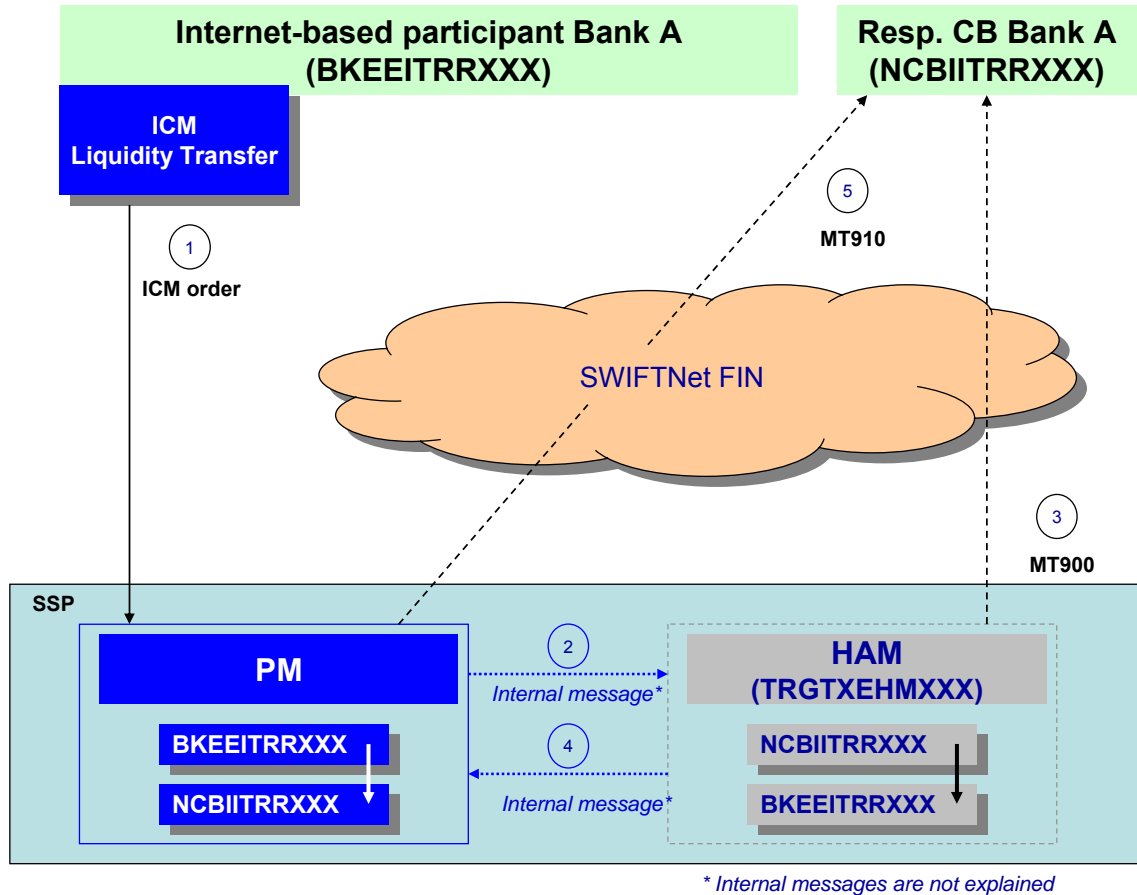 Internet-based participant Bank A
(BKEEITRRXXX)
Resp. CB Bank A
(NCBIITRRXXX)
ICM
Liquidity Transfer
1
ICM order
5
MT910
SWIFTNet FIN
3
MT900
SSP
PM
2
Internal message*
HAM
(TRGTXEHMXXX)
BKEEITRRXXX
NCBIITRRXXX
4
Internal message*
NCBIITRRXXX
BKEEITRRXXX
* Internal messages are not explained